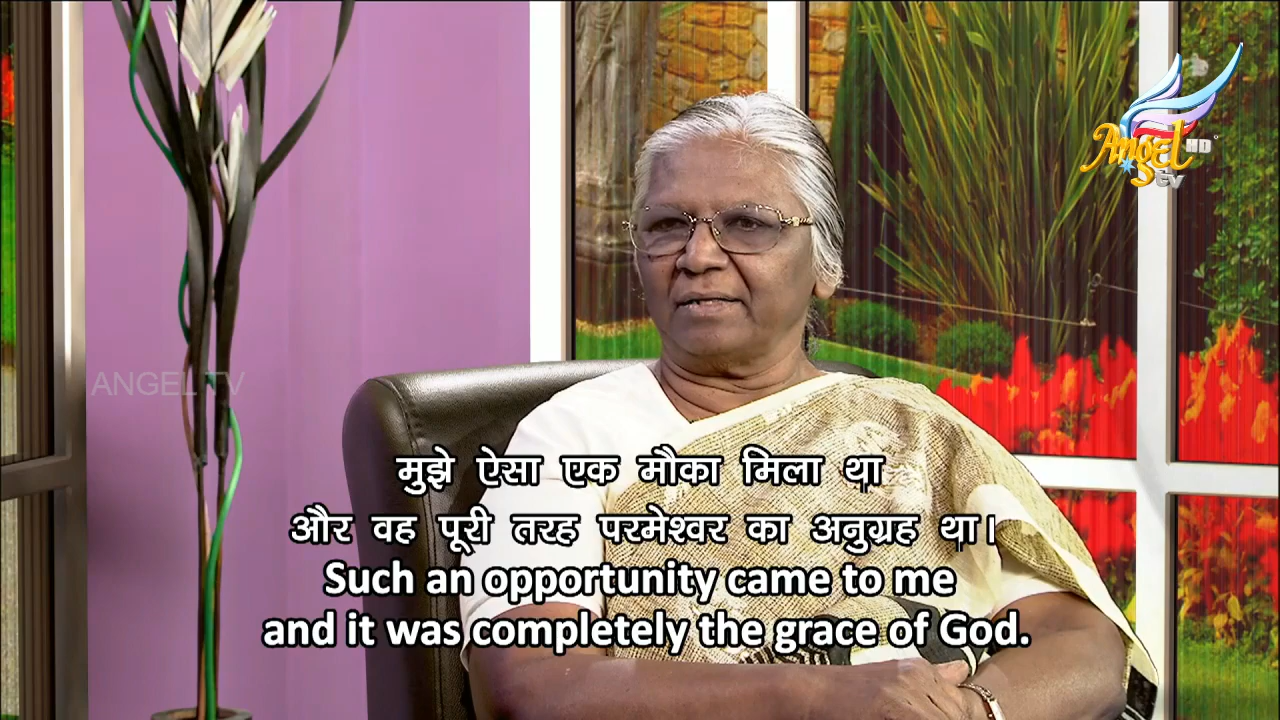 Angel HD
tv
ANGEL TV
मुझे ऐसा एक मौका मिला था
और वह पूरी तरह परमेश्वर का अनुग्रह था।
Such an opportunity came to me
and it was completely the grace of God.